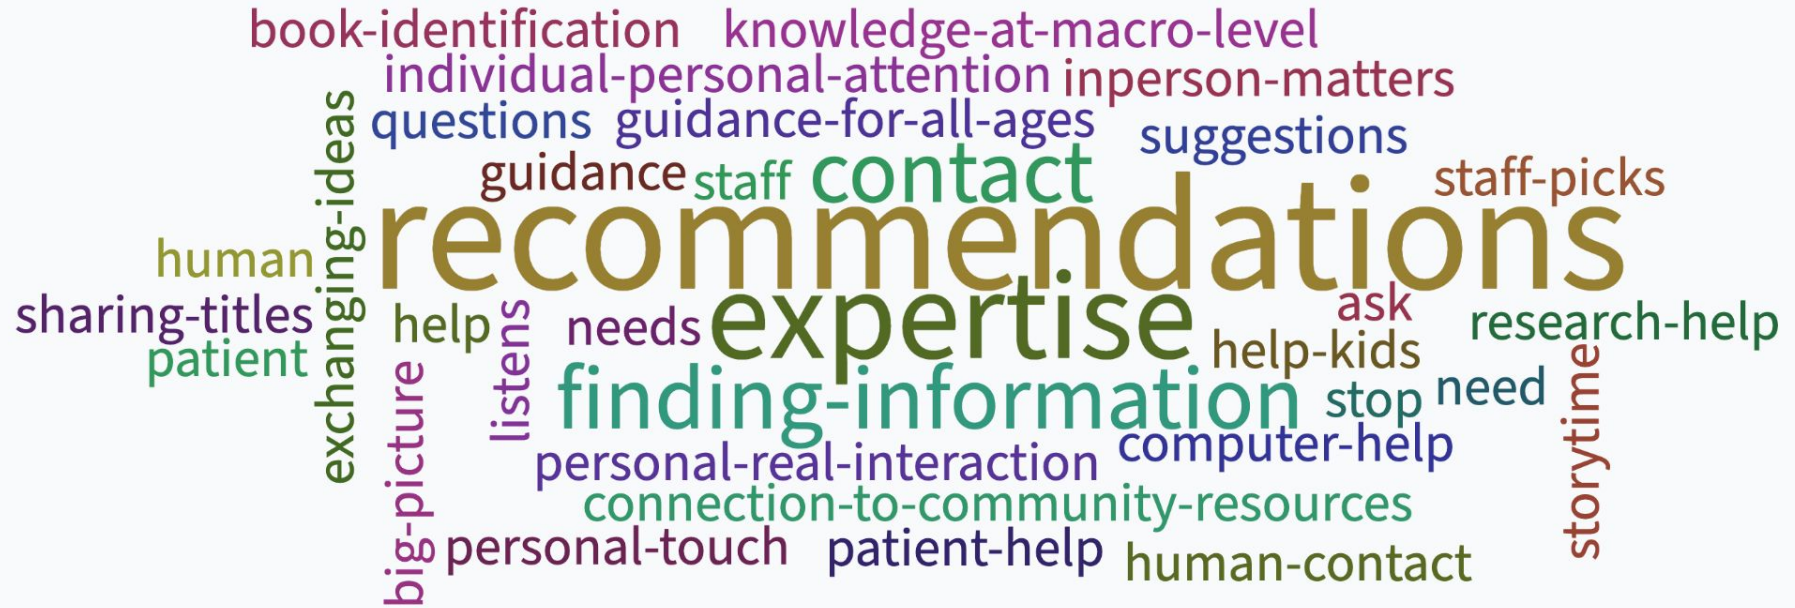 book-identification knowledge-at-macro-level
individual-personal-attention inperson-matters
questions guidance-for-all-ages suggestions
guidance staff contact staff-picks
exchanging-ideas
recommendations
human
sharing-titles help listens needs expertise ask research-help
patient help-kids
big-picture
finding-information stop need
storytime
personal-real-interaction computer-help
connection-to-community-resources
personal-touch patient-help human-contact